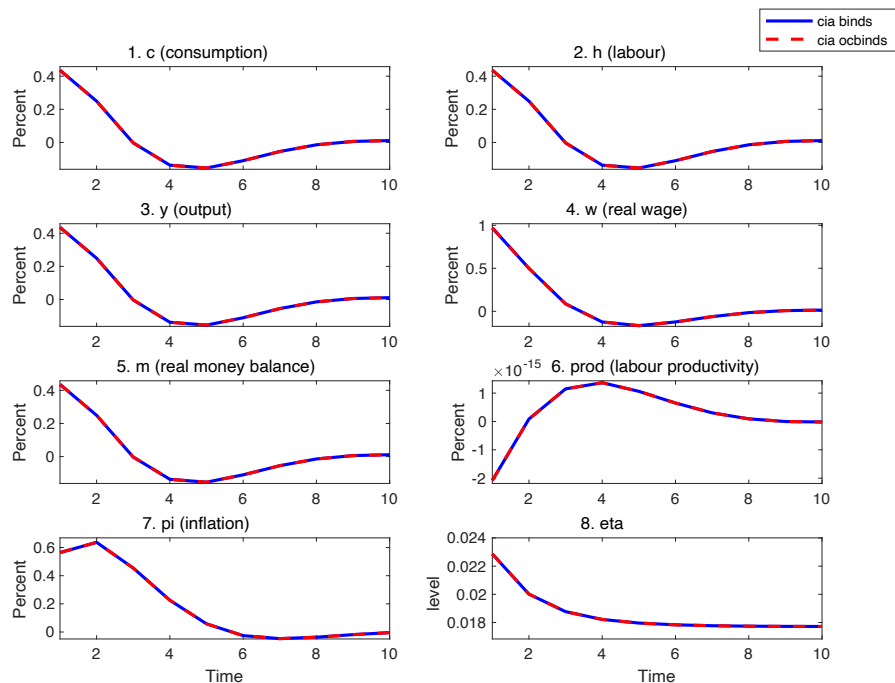 cia binds
cia ocbinds
1. c (consumption)
Percent
0.4
0.2
0
2 4 6 8 10
2. h (labour)
Percent
0.4
0.2
0
2 4 6 8 10
3. y (output)
Percent
0.4
0.2
0
2 4 6 8 10
4. w (real wage)
Percent
1
0.5
0
2 4 6 8 10
5. m (real money balance)
Percent
0.4
0.2
0
2 4 6 8 10
×10⁻¹⁵ 6. prod (labour productivity)
Percent
1
0
-1
-2
2 4 6 8 10
7. pi (inflation)
Percent
0.6
0.4
0.2
0
2 4 6 8 10
Time
8. eta
level
0.024
0.022
0.02
0.018
2 4 6 8 10
Time